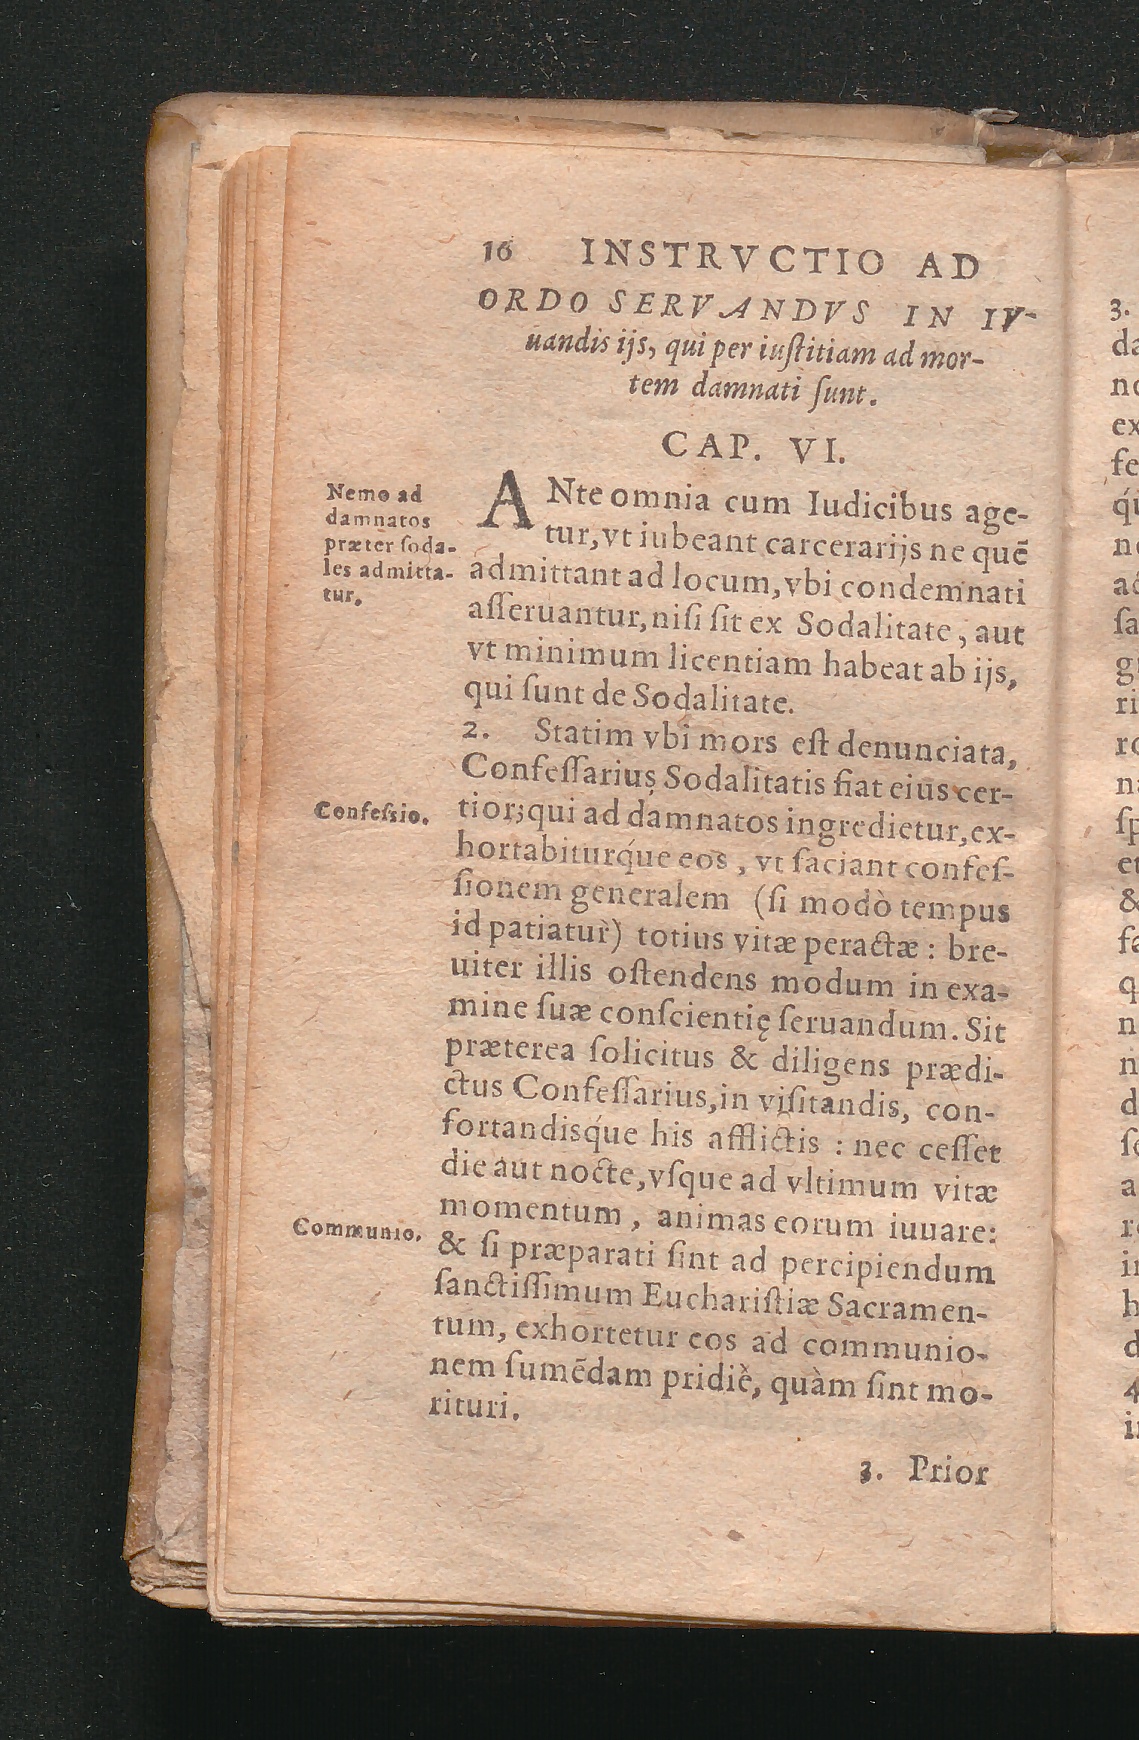 16 INSTRVCTIO AD
ORDO SERVANDVS IN IV-
uandis ijs, qui per iuſtitiam ad mor-
tem damnati ſunt.
CAP. VI.
Nemo ad
damnatos
præter ſoda-
les admitta-
tur.
ANte omnia cum Iudicibus age-
tur, vt iubeant carcerarijs ne quē
admittant ad locum, vbi condemnati
aſſeruantur, niſi ſit ex Sodalitate, aut
vt minimum licentiam habeat ab ijs,
qui ſunt de Sodalitate.
2. Statim vbi mors eſt denunciata,
Confeſſarius Sodalitatis fiat eius cer-
Confeſsio.
tior; qui ad damnatos ingredietur, ex-
hortabiturq́ue eos, vt faciant confeſ-
ſionem generalem (ſi modò tempus
id patiatur) totius vitæ peractæ: bre-
uiter illis oſtendens modum in exa-
mine ſuæ conſcientię ſeruandum. Sit
præterea ſolicitus & diligens prædi-
ctus Confeſſarius, in viſitandis, con-
fortandisq́ue his afflictis: nec ceſſet
die aut nocte, vſque ad vltimum vitæ
momentum, animas eorum iuuare:
Communio.
& ſi præparati ſint ad percipiendum
ſanctiſſimum Euchariſtiæ Sacramen-
tum, exhortetur eos ad communio-
nem ſumēdam pridiè, quàm ſint mo-
rituri.
3. Prior
3.